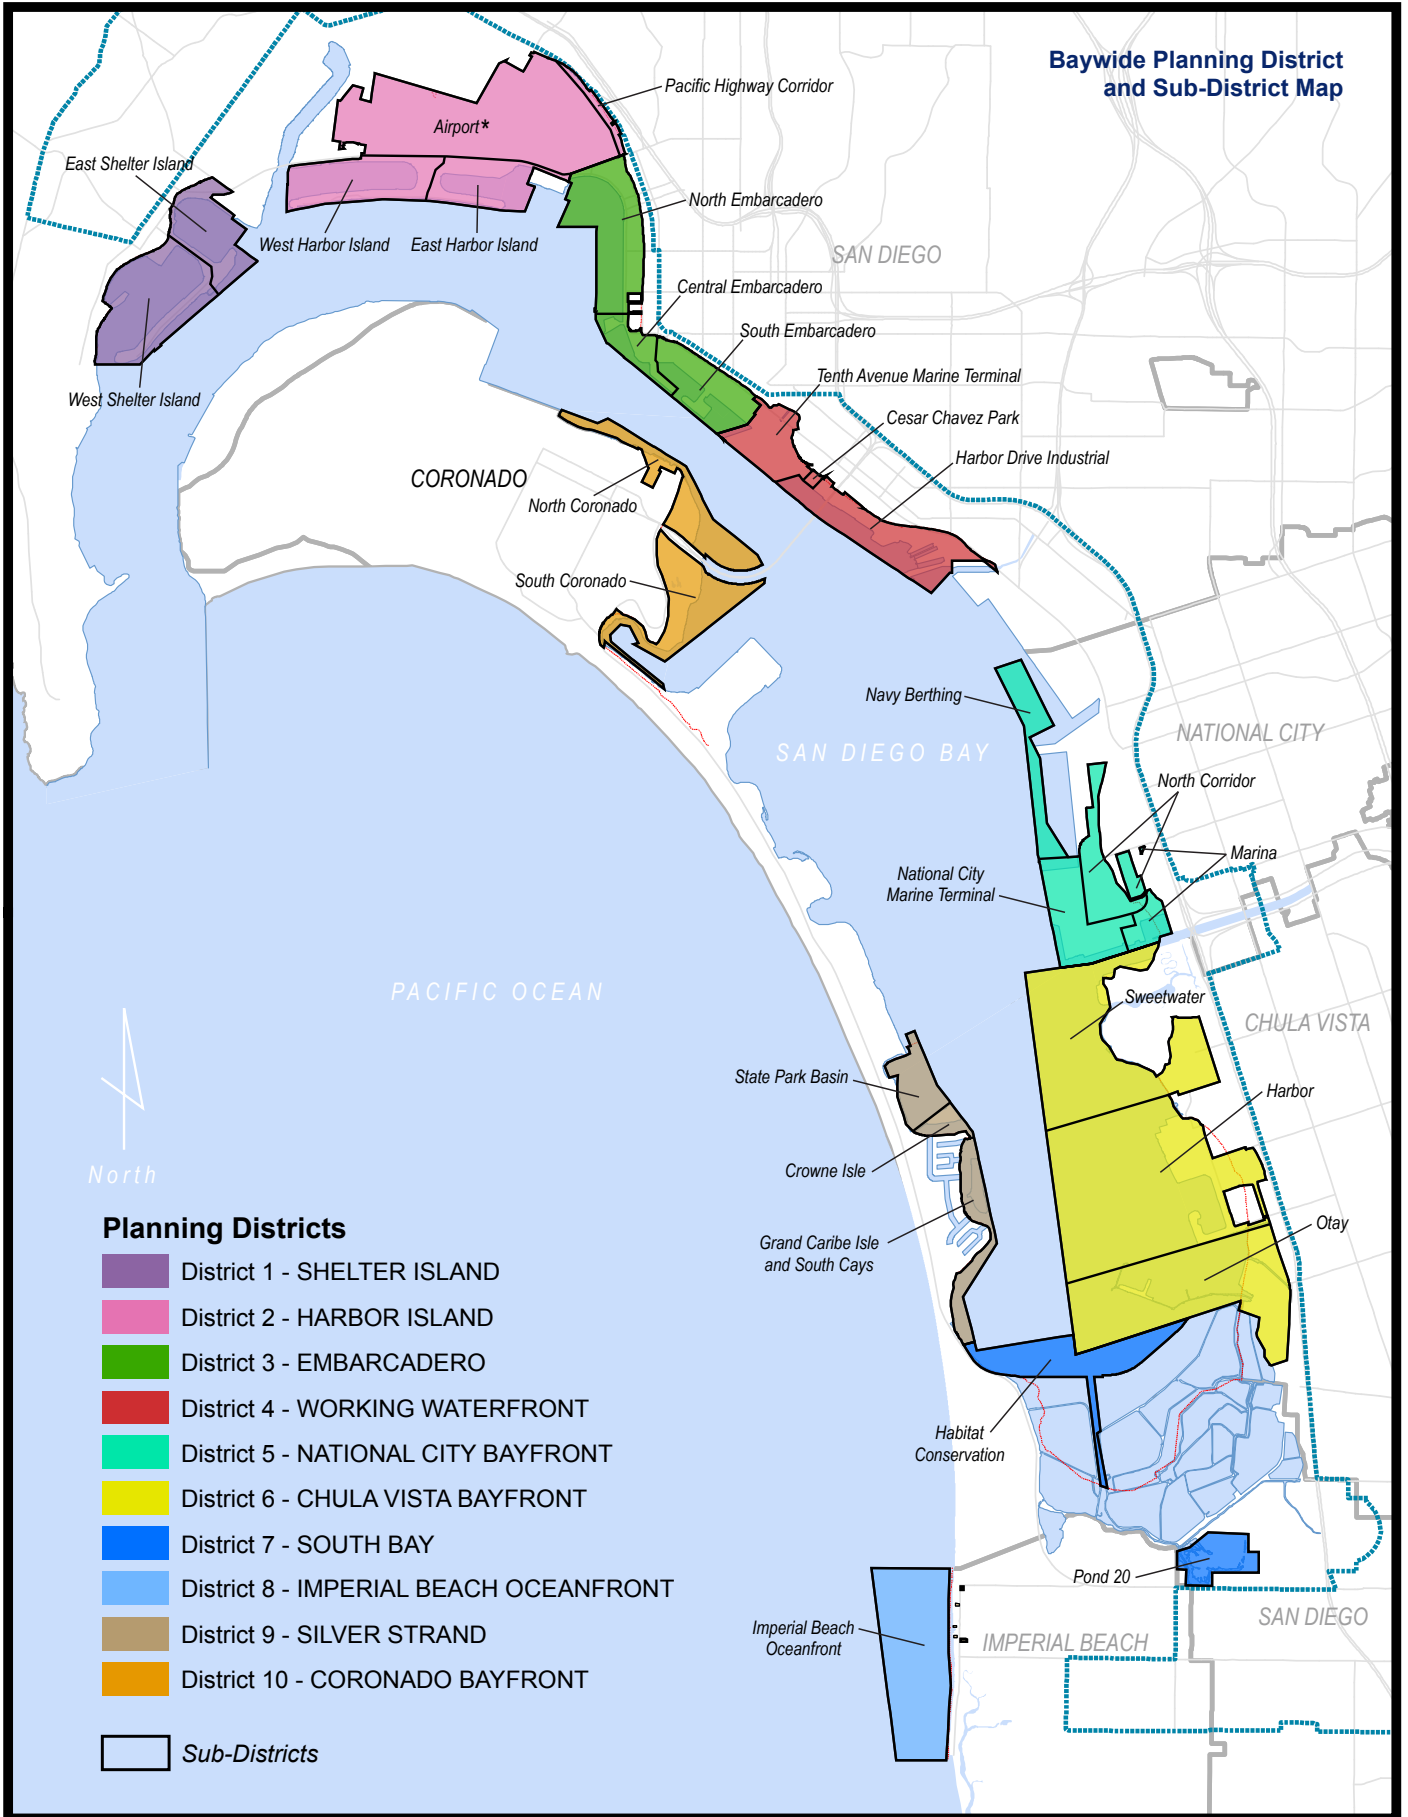 Baywide Planning District
and Sub-District Map
Pacific Highway Corridor
Airport*
East Shelter Island
North Embarcadero
West Harbor Island
East Harbor Island
SAN DIEGO
Central Embarcadero
South Embarcadero
Tenth Avenue Marine Terminal
West Shelter Island
Cesar Chavez Park
Harbor Drive Industrial
CORONADO
North Coronado
South Coronado
Navy Berthing
NATIONAL CITY
SAN DIEGO BAY
North Corridor
Marina
National City
Marine Terminal
PACIFIC OCEAN
Sweetwater
CHULA VISTA
State Park Basin
Harbor
Crowne Isle
North
Otay
Grand Caribe Isle
and South Cays
Planning Districts
District 1 - SHELTER ISLAND
District 2 - HARBOR ISLAND
District 3 - EMBARCADERO
District 4 - WORKING WATERFRONT
District 5 - NATIONAL CITY BAYFRONT
District 6 - CHULA VISTA BAYFRONT
District 7 - SOUTH BAY
District 8 - IMPERIAL BEACH OCEANFRONT
District 9 - SILVER STRAND
District 10 - CORONADO BAYFRONT
Sub-Districts
Habitat
Conservation
Pond 20
SAN DIEGO
Imperial Beach
Oceanfront
IMPERIAL BEACH